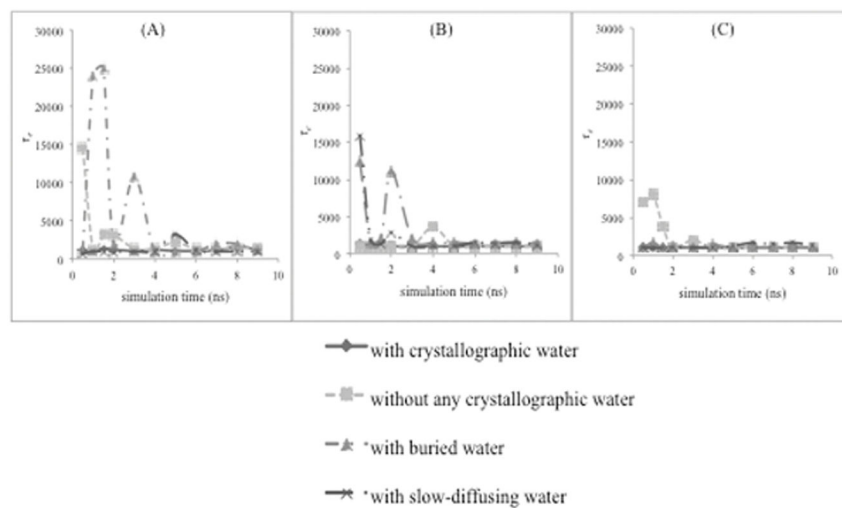 (A) (B) (C)
30000 30000 30000
25000 25000 25000
20000 20000 20000
15000 15000 15000
10000 10000 10000
5000 5000 5000
0 0 0
0 2 4 6 8 10 0 2 4 6 8 10 0 2 4 6 8 10
simulation time (ns) simulation time (ns) simulation time (ns)
with crystallographic water
without any crystallographic water
with buried water
with slow-diffusing water